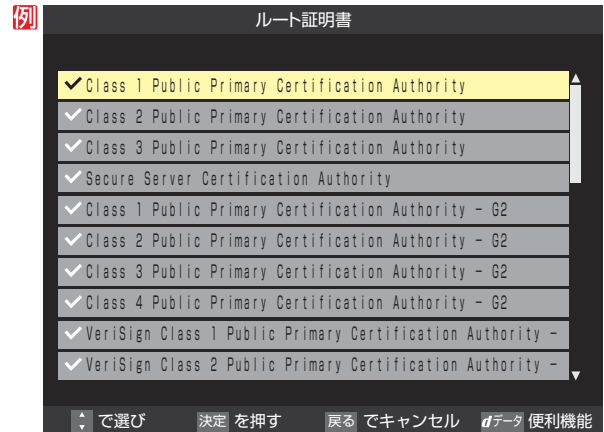 例
ルート証明書
Class 1 Public Primary Certification Authority
Class 2 Public Primary Certification Authority
Class 3 Public Primary Certification Authority
Secure Server Certification Authority
Class 1 Public Primary Certification Authority － G2
Class 2 Public Primary Certification Authority － G2
Class 3 Public Primary Certification Authority － G2
Class 4 Public Primary Certification Authority － G2
VeriSign Class 1 Public Primary Certification Authority －
VeriSign Class 2 Public Primary Certification Authority －
で選び 決定 を押す 戻る でキャンセル dデータ 便利機能